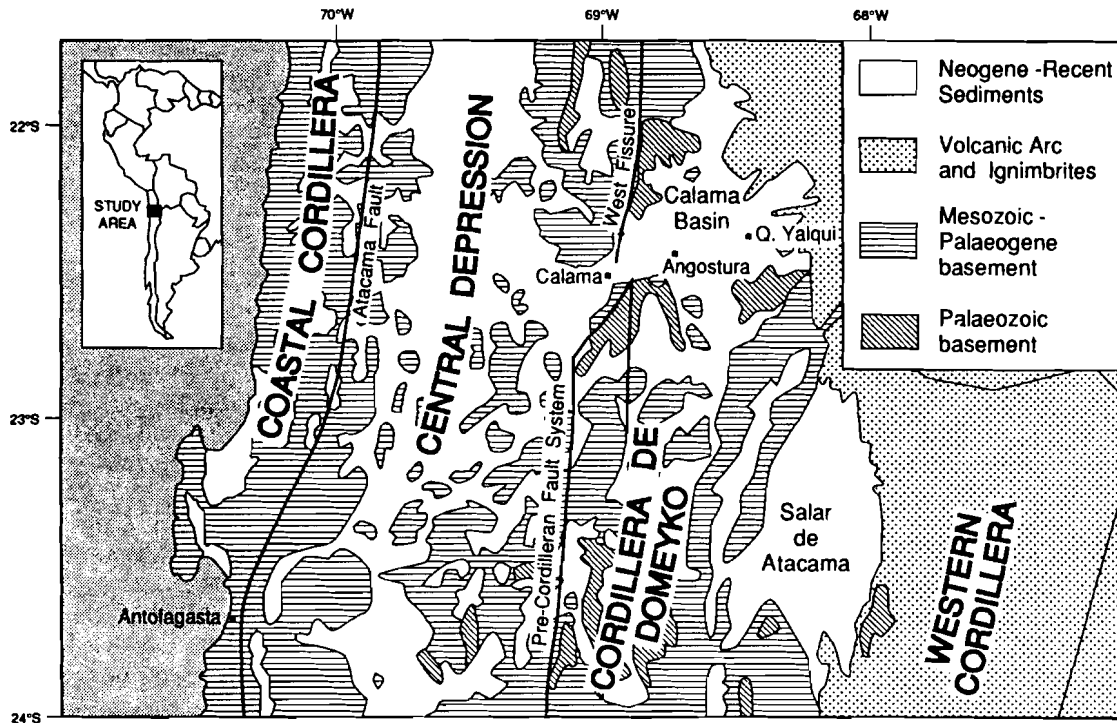 70°W
69°W
68°W
22°S
23°S
24°S
STUDY
AREA
COASTAL CORDILLERA
Atacama Fault
CENTRAL DEPRESSION
West Fissure
Calama
Basin
Q. Yalqui
Calama
Angostura
Pre-Cordilleran Fault System
CORDILLERA DE
DOMEYKO
Salar
de
Atacama
Antofagasta
WESTERN
CORDILLERA
Neogene -Recent
Sediments
Volcanic Arc
and Ignimbrites
Mesozoic -
Palaeogene
basement
Palaeozoic
basement